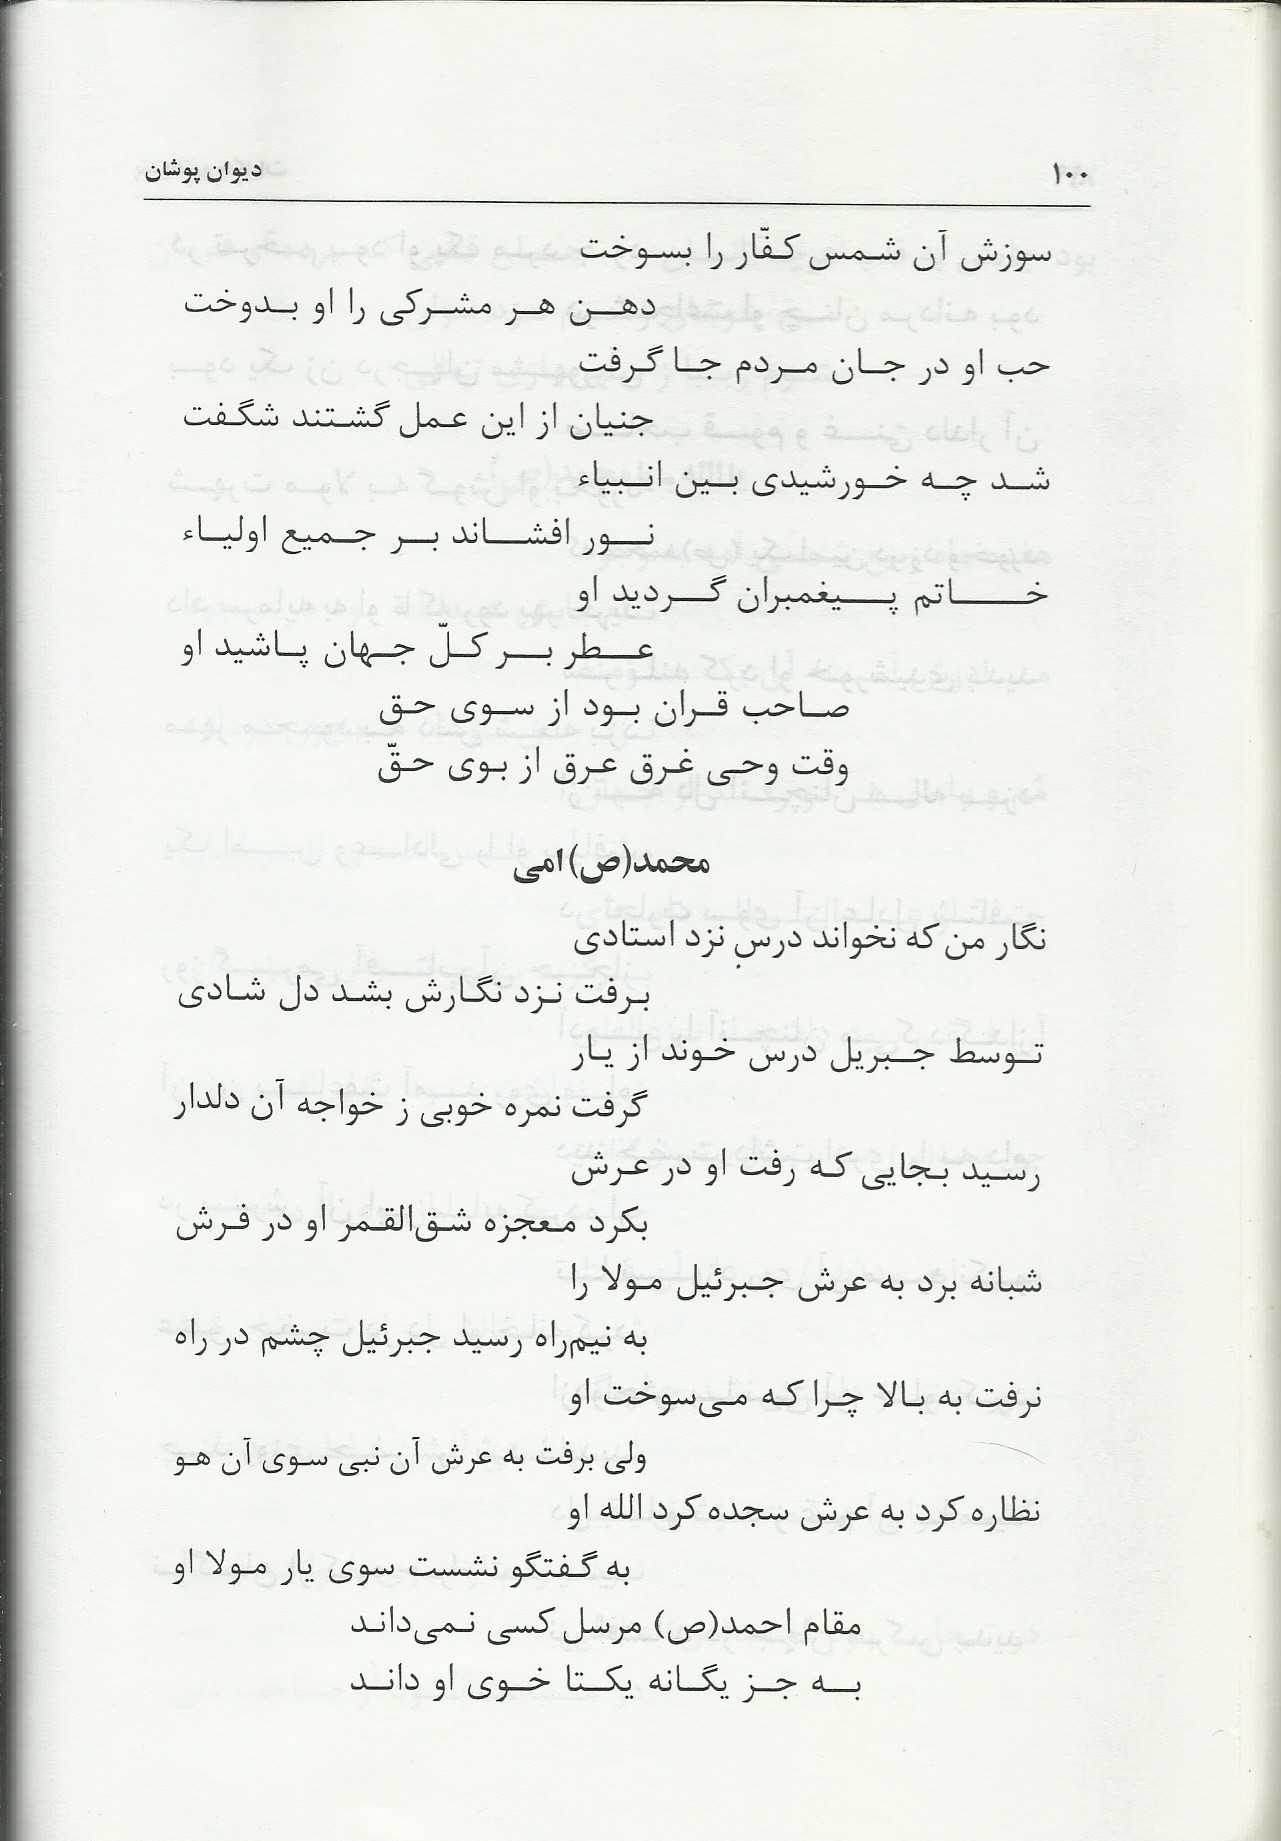 ۱۰۰ دیوان پوشان
سوزش آن شمس کفّار را بسوخت
دهن هر مشرکی را او بدوخت
حب او در جان مردم جا گرفت
جنیان از این عمل گشتند شگفت
شد چه خورشیدی بین انبیاء
نور افشاند بر جمیع اولیاء
خاتم پیغمبران گردید او
عطر بر کلّ جهان پاشید او
صاحب قران بود از سوی حق
وقت وحی غرق عرق از بوی حقّ
محمد(ص) امی
نگار من که نخواند درس نزد استادی
برفت نزد نگارش بشد دل شادی
توسط جبریل درس خوند از یار
گرفت نمره خوبی ز خواجه آن دلدار
رسید بجایی که رفت او در عرش
بکرد معجزه شق‌القمر او در فرش
شبانه برد به عرش جبرئیل مولا را
به نیم‌راه رسید جبرئیل چشم در راه
نرفت به بالا چرا که می‌سوخت او
ولی برفت به عرش آن نبی سوی آن هو
نظاره کرد به عرش سجده کرد الله او
به گفتگو نشست سوی یار مولا او
مقام احمد(ص) مرسل کسی نمی‌داند
به جز یگانه یکتا خوی او داند